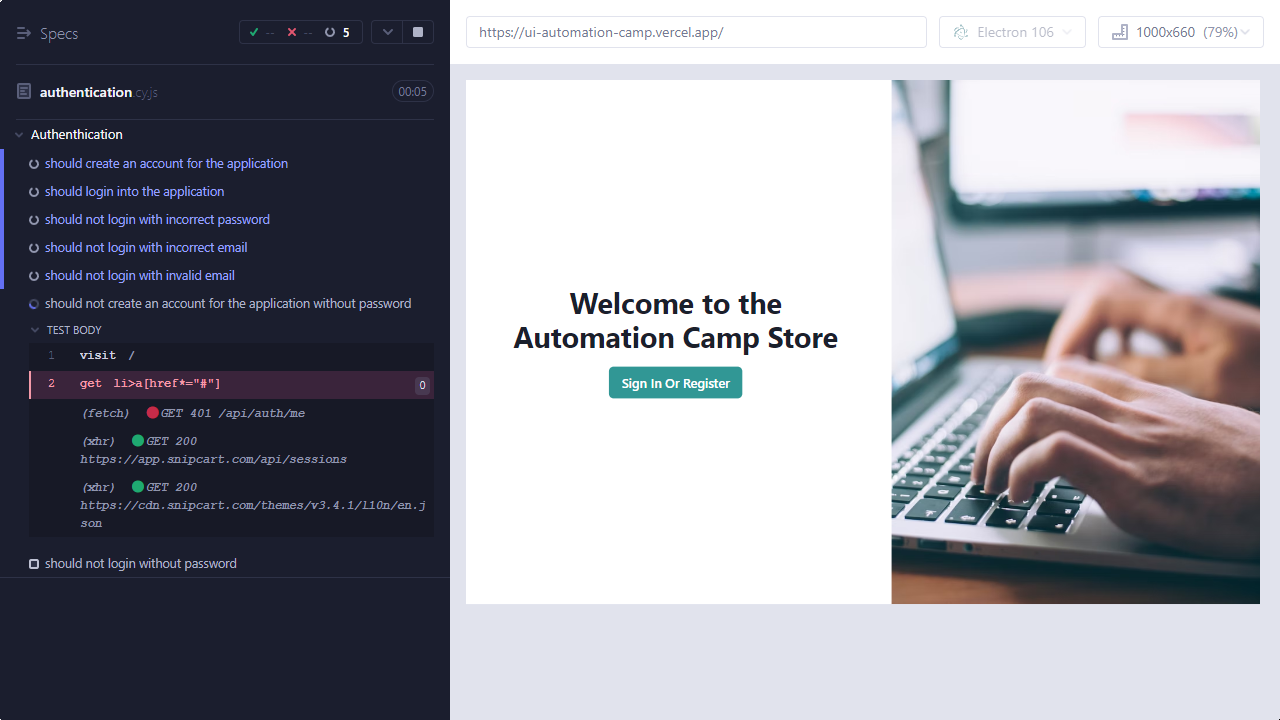 Specs
--
--
5
https://ui-automation-camp.vercel.app/
Electron 106
1000x660 (79%)
authentication.cy.js
00:05
Authenthication
should create an account for the application
should login into the application
should not login with incorrect password
should not login with incorrect email
should not login with invalid email
should not create an account for the application without password
TEST BODY
1 visit /
2 get li>a[href*="#"] 0
(fetch) GET 401 /api/auth/me
(xhr) GET 200
https://app.snipcart.com/api/sessions
(xhr) GET 200
https://cdn.snipcart.com/themes/v3.4.1/l10n/en.j
son
should not login without password
Welcome to the
Automation Camp Store
Sign In Or Register